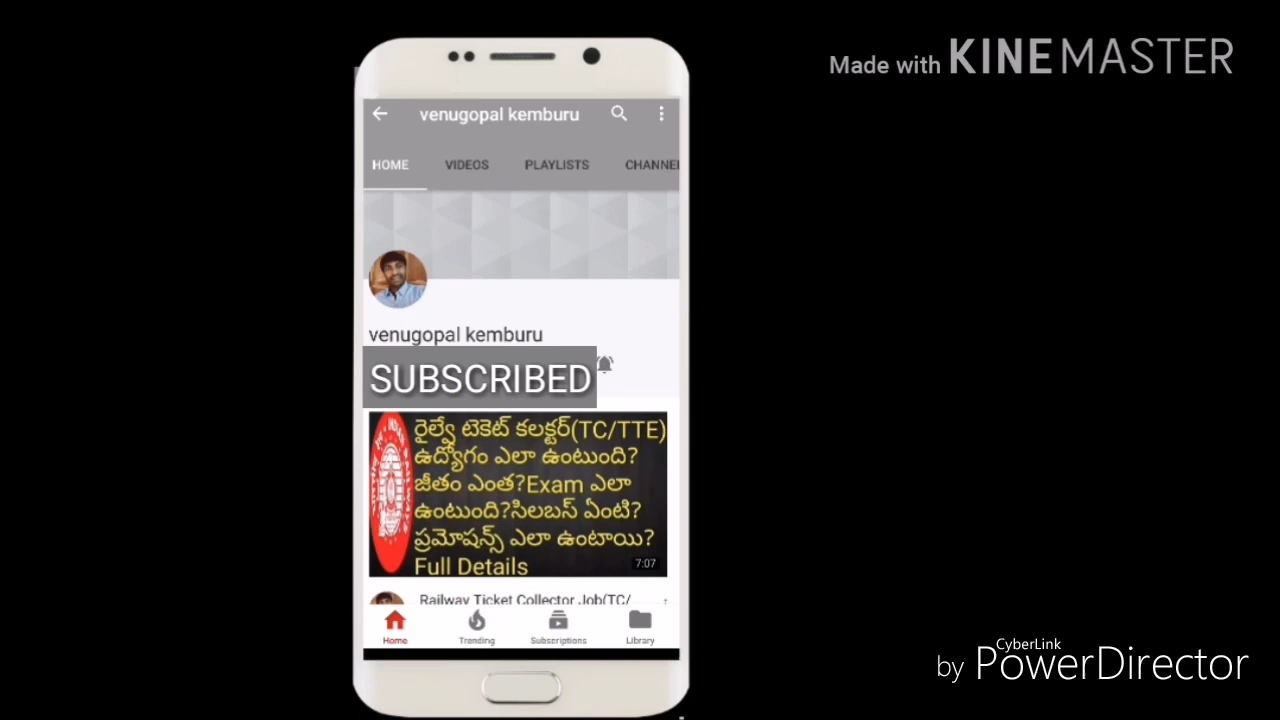 Made with KINEMASTER
venugopal kemburu
HOME VIDEOS PLAYLISTS CHANNEL
venugopal kemburu
SUBSCRIBED
రైల్వే టికెట్ కలక్టర్(TC/TTE)
ఉద్యోగం ఎలా ఉంటుంది?
జీతం ఎంత?Exam ఎలా
ఉంటుంది?సిలబస్ ఏంటి?
ప్రమోషన్స్ ఎలా ఉంటాయి?
Full Details
7:07
Railway Ticket Collector Job(TC/
Home Trending Subscriptions Library
CyberLink
by PowerDirector